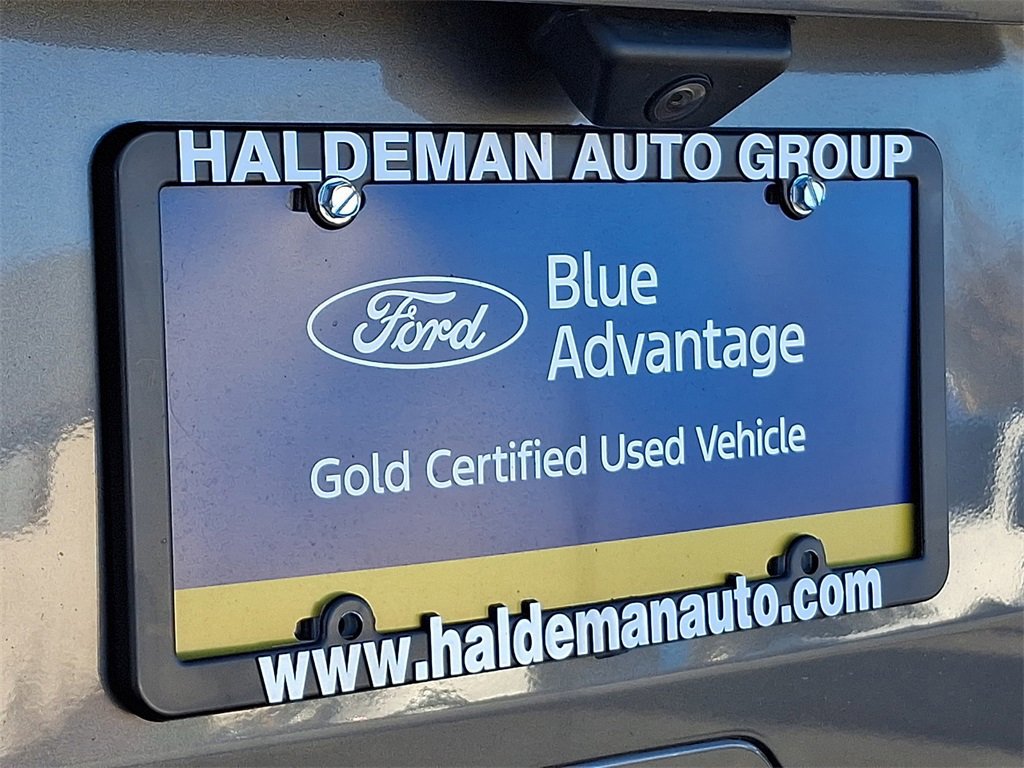 HALDEMAN AUTO GROUP
Ford
Blue
Advantage
Gold Certified Used Vehicle
www.haldemanauto.com